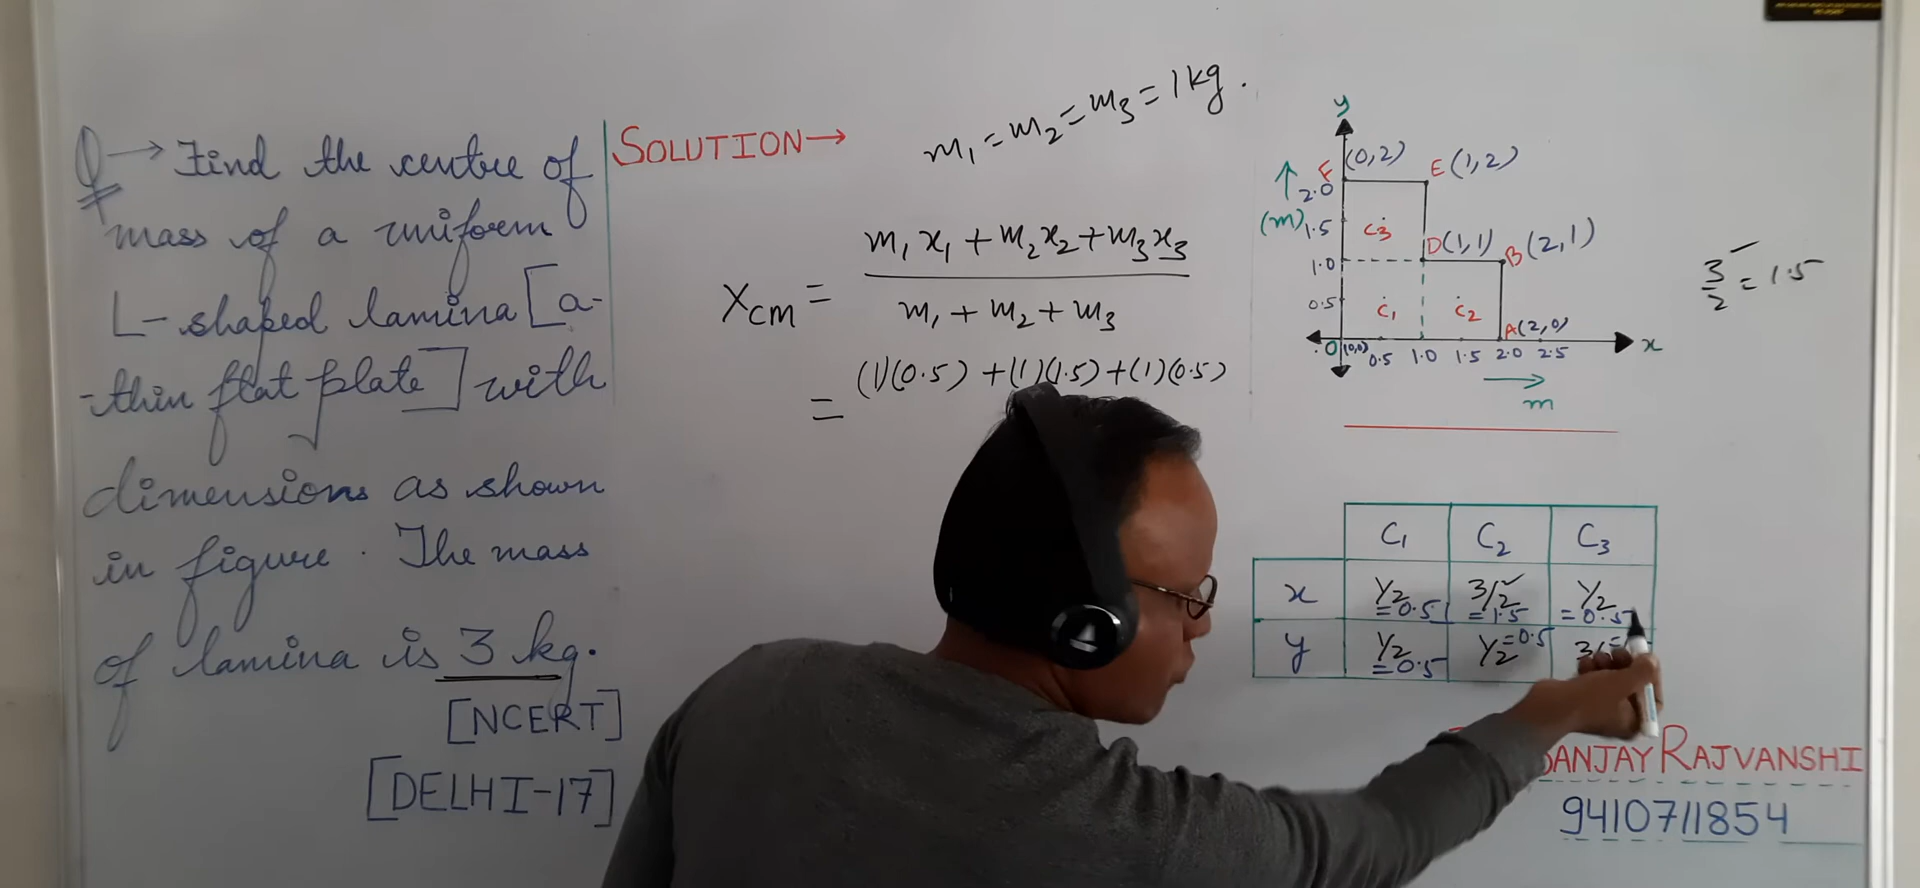 Q → Find the centre of
mass of a uniform
L-shaped lamina [a-
-thin flat plate] with
dimensions as shown
in figure. The mass
of lamina is 3 kg.
[NCERT]
[DELHI-17]
SOLUTION→
m₁ = m₂ = m₃ = 1 kg.
m₁x₁ + m₂x₂ + m₃x₃
Xcm =
m₁ + m₂ + m₃
= (1)(0.5) + (1)(1.5) + (1)(0.5)
y
F (0,2) E (1,2)
↑ 2.0
(m) 1.5 C₃
D(1,1) B (2,1)
1.0
0.5 C₁ C₂
A(2,0)
O (0,0) 0.5 1.0 1.5 2.0 2.5 x
→
m
3/2 = 1.5
C₁ C₂ C₃
x 1/2 = 0.5 3/2 = 1.5 1/2 = 0.5
y 1/2 = 0.5 1/2 = 0.5
SANJAY RAJVANSHI
9410711854